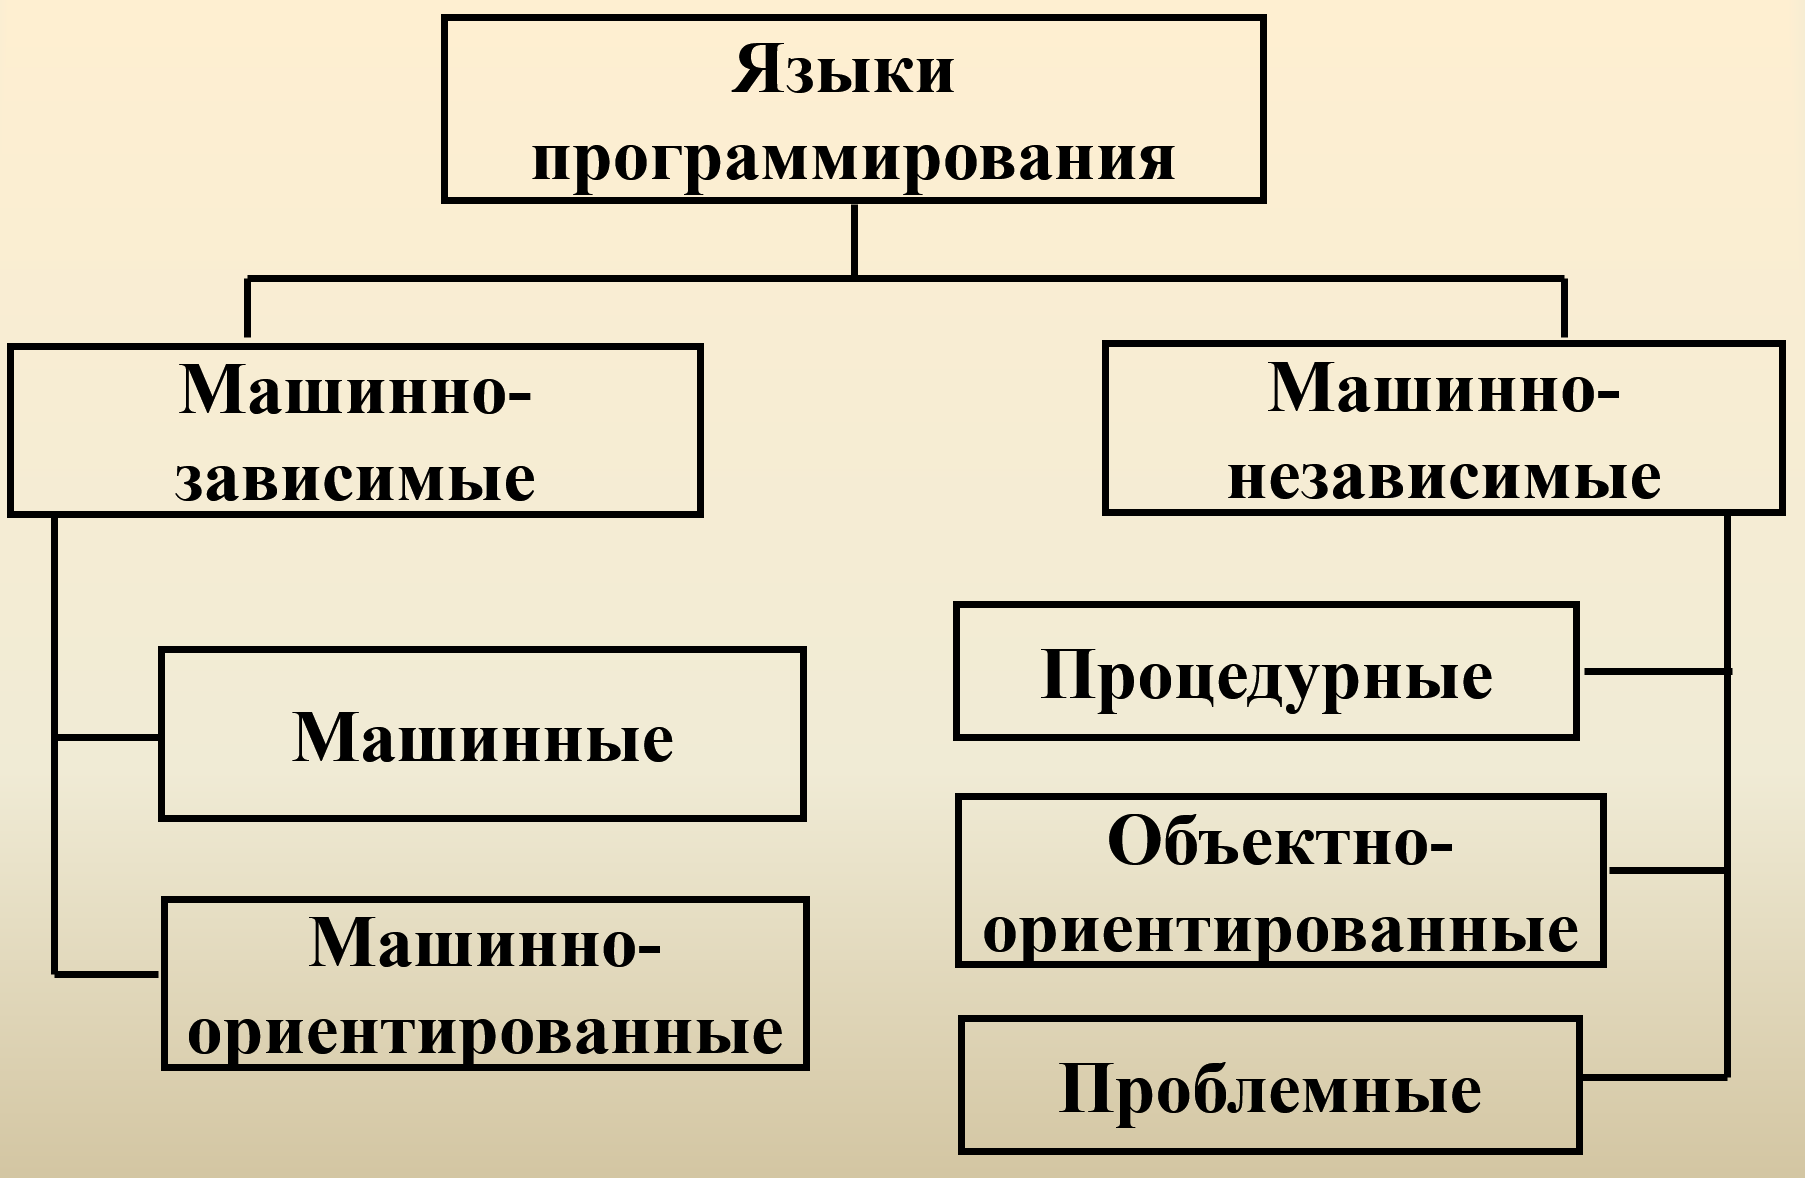 Языки
программирования
Машинно-
зависимые
Машинно-
независимые
Машинные
Машинно-
ориентированные
Процедурные
Объектно-
ориентированные
Проблемные